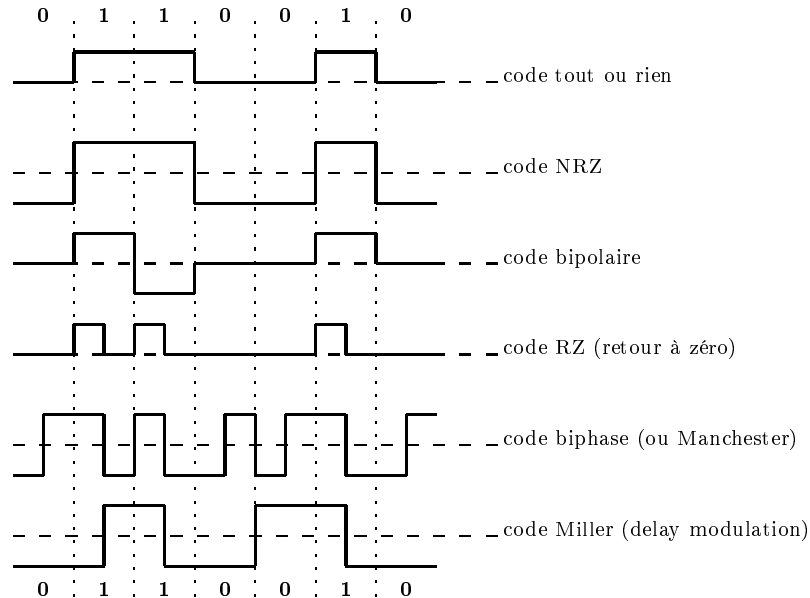 0 1 1 0 0 1 0
code tout ou rien
code NRZ
code bipolaire
code RZ (retour à zéro)
code biphase (ou Manchester)
code Miller (delay modulation)
0 1 1 0 0 1 0